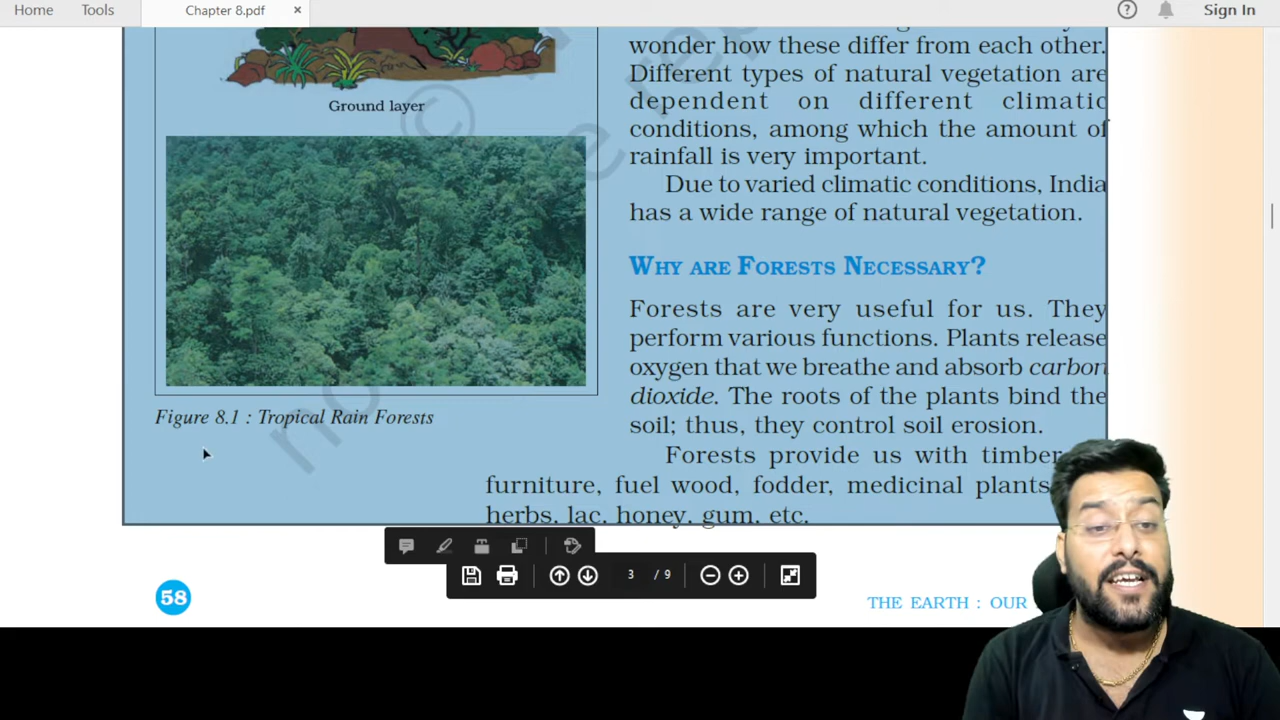 Home Tools Chapter 8.pdf × ? Sign In
Ground layer
Figure 8.1 : Tropical Rain Forests
wonder how these differ from each other.
Different types of natural vegetation are
dependent on different climatic
conditions, among which the amount of
rainfall is very important.
Due to varied climatic conditions, India
has a wide range of natural vegetation.
WHY ARE FORESTS NECESSARY?
Forests are very useful for us. They
perform various functions. Plants release
oxygen that we breathe and absorb carbon
dioxide. The roots of the plants bind the
soil; thus, they control soil erosion.
Forests provide us with timber
furniture, fuel wood, fodder, medicinal plants
herbs, lac, honey, gum, etc.
3 / 9
58
THE EARTH : OUR
© 
no